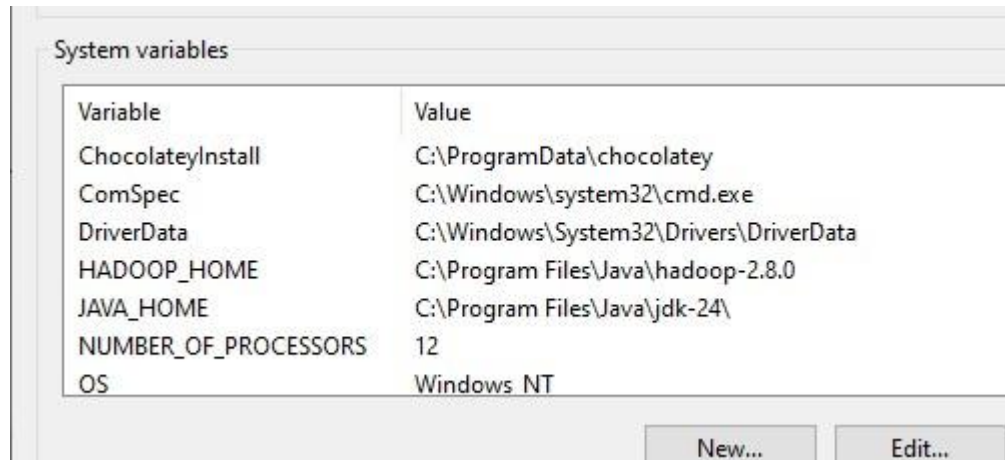 System variables
Variable Value
ChocolateyInstall C:\ProgramData\chocolatey
ComSpec C:\Windows\system32\cmd.exe
DriverData C:\Windows\System32\Drivers\DriverData
HADOOP_HOME C:\Program Files\Java\hadoop-2.8.0
JAVA_HOME C:\Program Files\Java\jdk-24\
NUMBER_OF_PROCESSORS 12
OS Windows_NT
New... Edit...